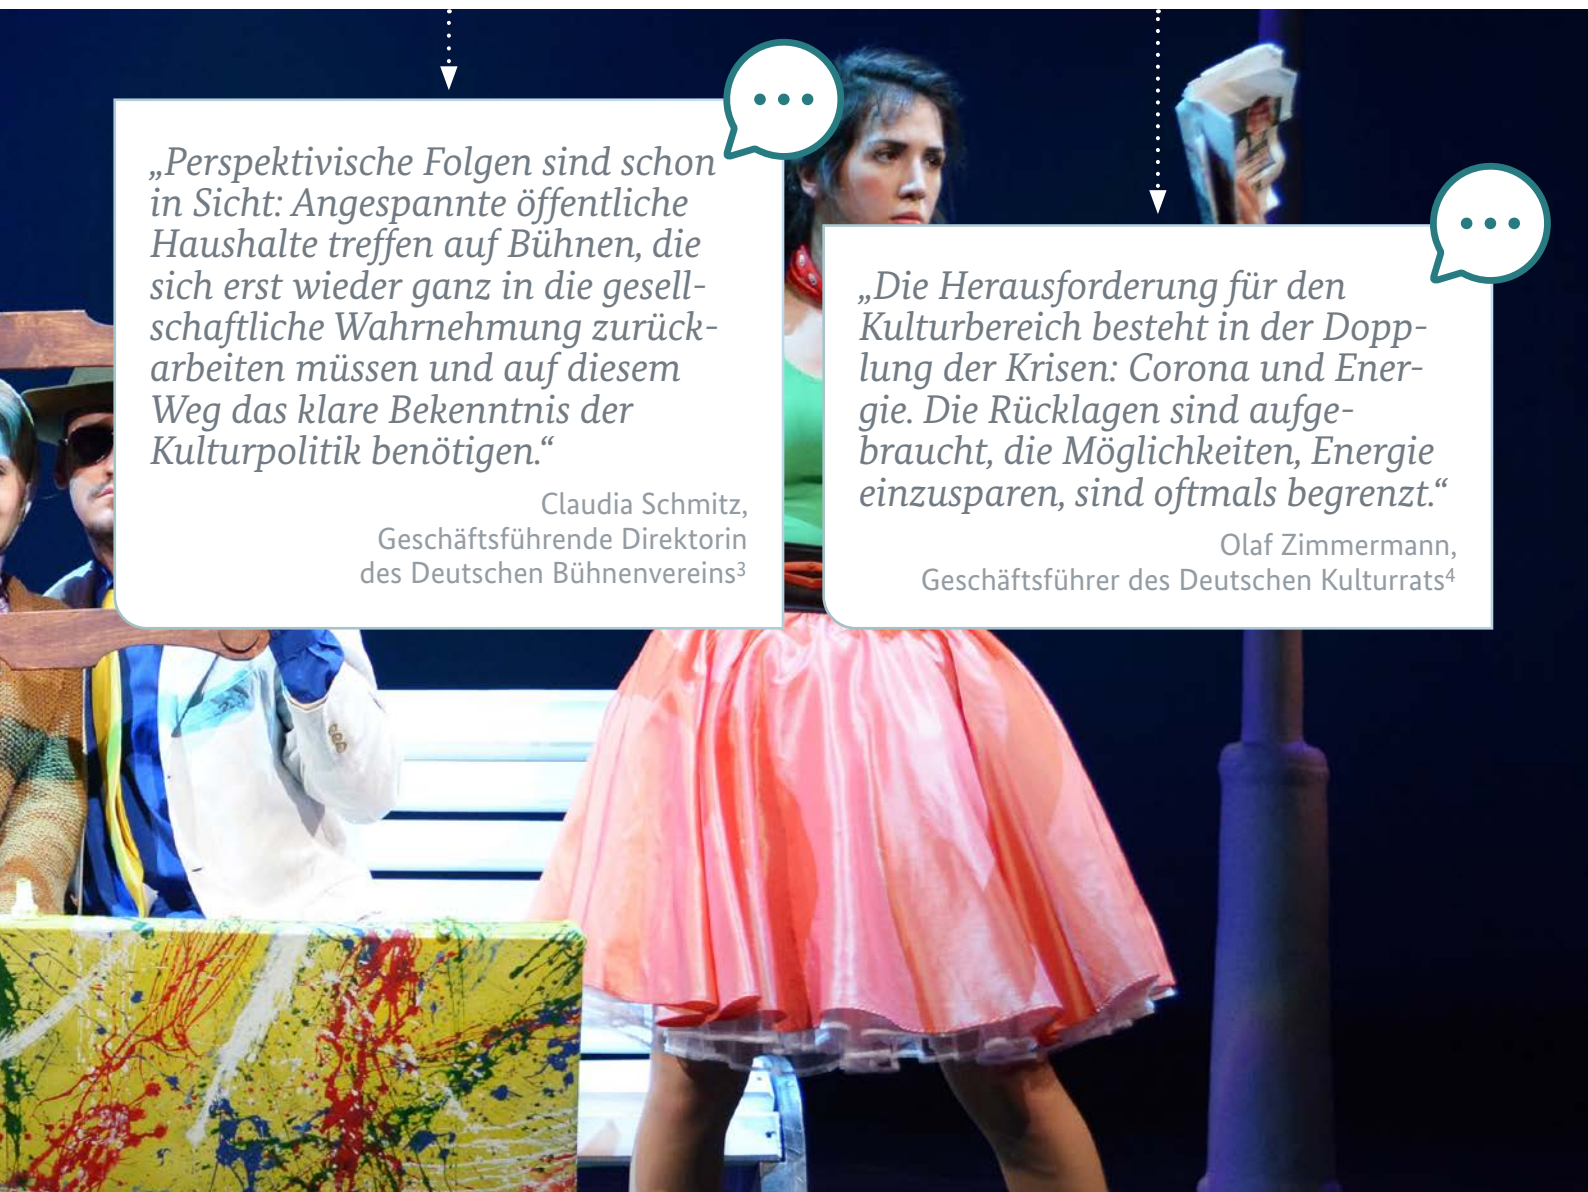 „Perspektivische Folgen sind schon
in Sicht: Angespannte öffentliche
Haushalte treffen auf Bühnen, die
sich erst wieder ganz in die gesell-
schaftliche Wahrnehmung zurück-
arbeiten müssen und auf diesem
Weg das klare Bekenntnis der
Kulturpolitik benötigen.“
Claudia Schmitz,
Geschäftsführende Direktorin
des Deutschen Bühnenvereins³
„Die Herausforderung für den
Kulturbereich besteht in der Dopp-
lung der Krisen: Corona und Ener-
gie. Die Rücklagen sind aufge-
braucht, die Möglichkeiten, Energie
einzusparen, sind oftmals begrenzt.“
Olaf Zimmermann,
Geschäftsführer des Deutschen Kulturrats⁴